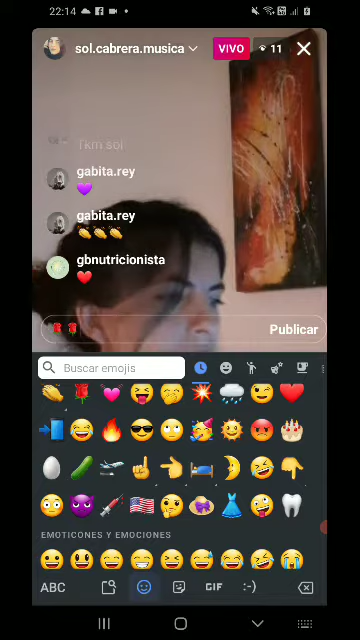 22:14
sol.cabrera.musica
VIVO
11
Tkm sol
gabita.rey
gabita.rey
gbnutricionista
Publicar
Buscar emojis
EMOTICONES Y EMOCIONES
ABC
GIF
:-)